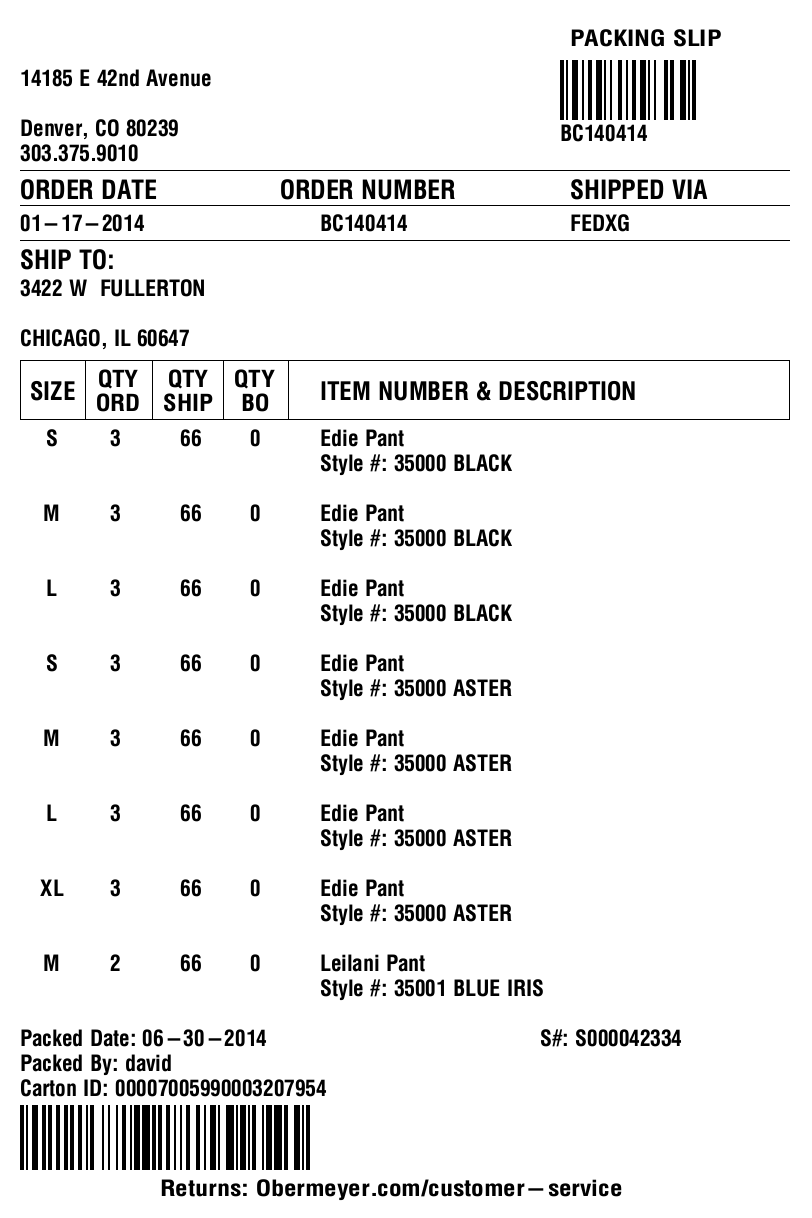 PACKING SLIP
14185 E 42nd Avenue
Denver, CO 80239
303.375.9010
BC140414
ORDER DATE ORDER NUMBER SHIPPED VIA
01-17-2014 BC140414 FEDXG
SHIP TO:
3422 W FULLERTON
CHICAGO, IL 60647
SIZE QTY ORD QTY SHIP QTY BO ITEM NUMBER & DESCRIPTION
S 3 66 0 Edie Pant
Style #: 35000 BLACK
M 3 66 0 Edie Pant
Style #: 35000 BLACK
L 3 66 0 Edie Pant
Style #: 35000 BLACK
S 3 66 0 Edie Pant
Style #: 35000 ASTER
M 3 66 0 Edie Pant
Style #: 35000 ASTER
L 3 66 0 Edie Pant
Style #: 35000 ASTER
XL 3 66 0 Edie Pant
Style #: 35000 ASTER
M 2 66 0 Leilani Pant
Style #: 35001 BLUE IRIS
Packed Date: 06-30-2014 S#: S000042334
Packed By: david
Carton ID: 00007005990003207954
Returns: Obermeyer.com/customer-service